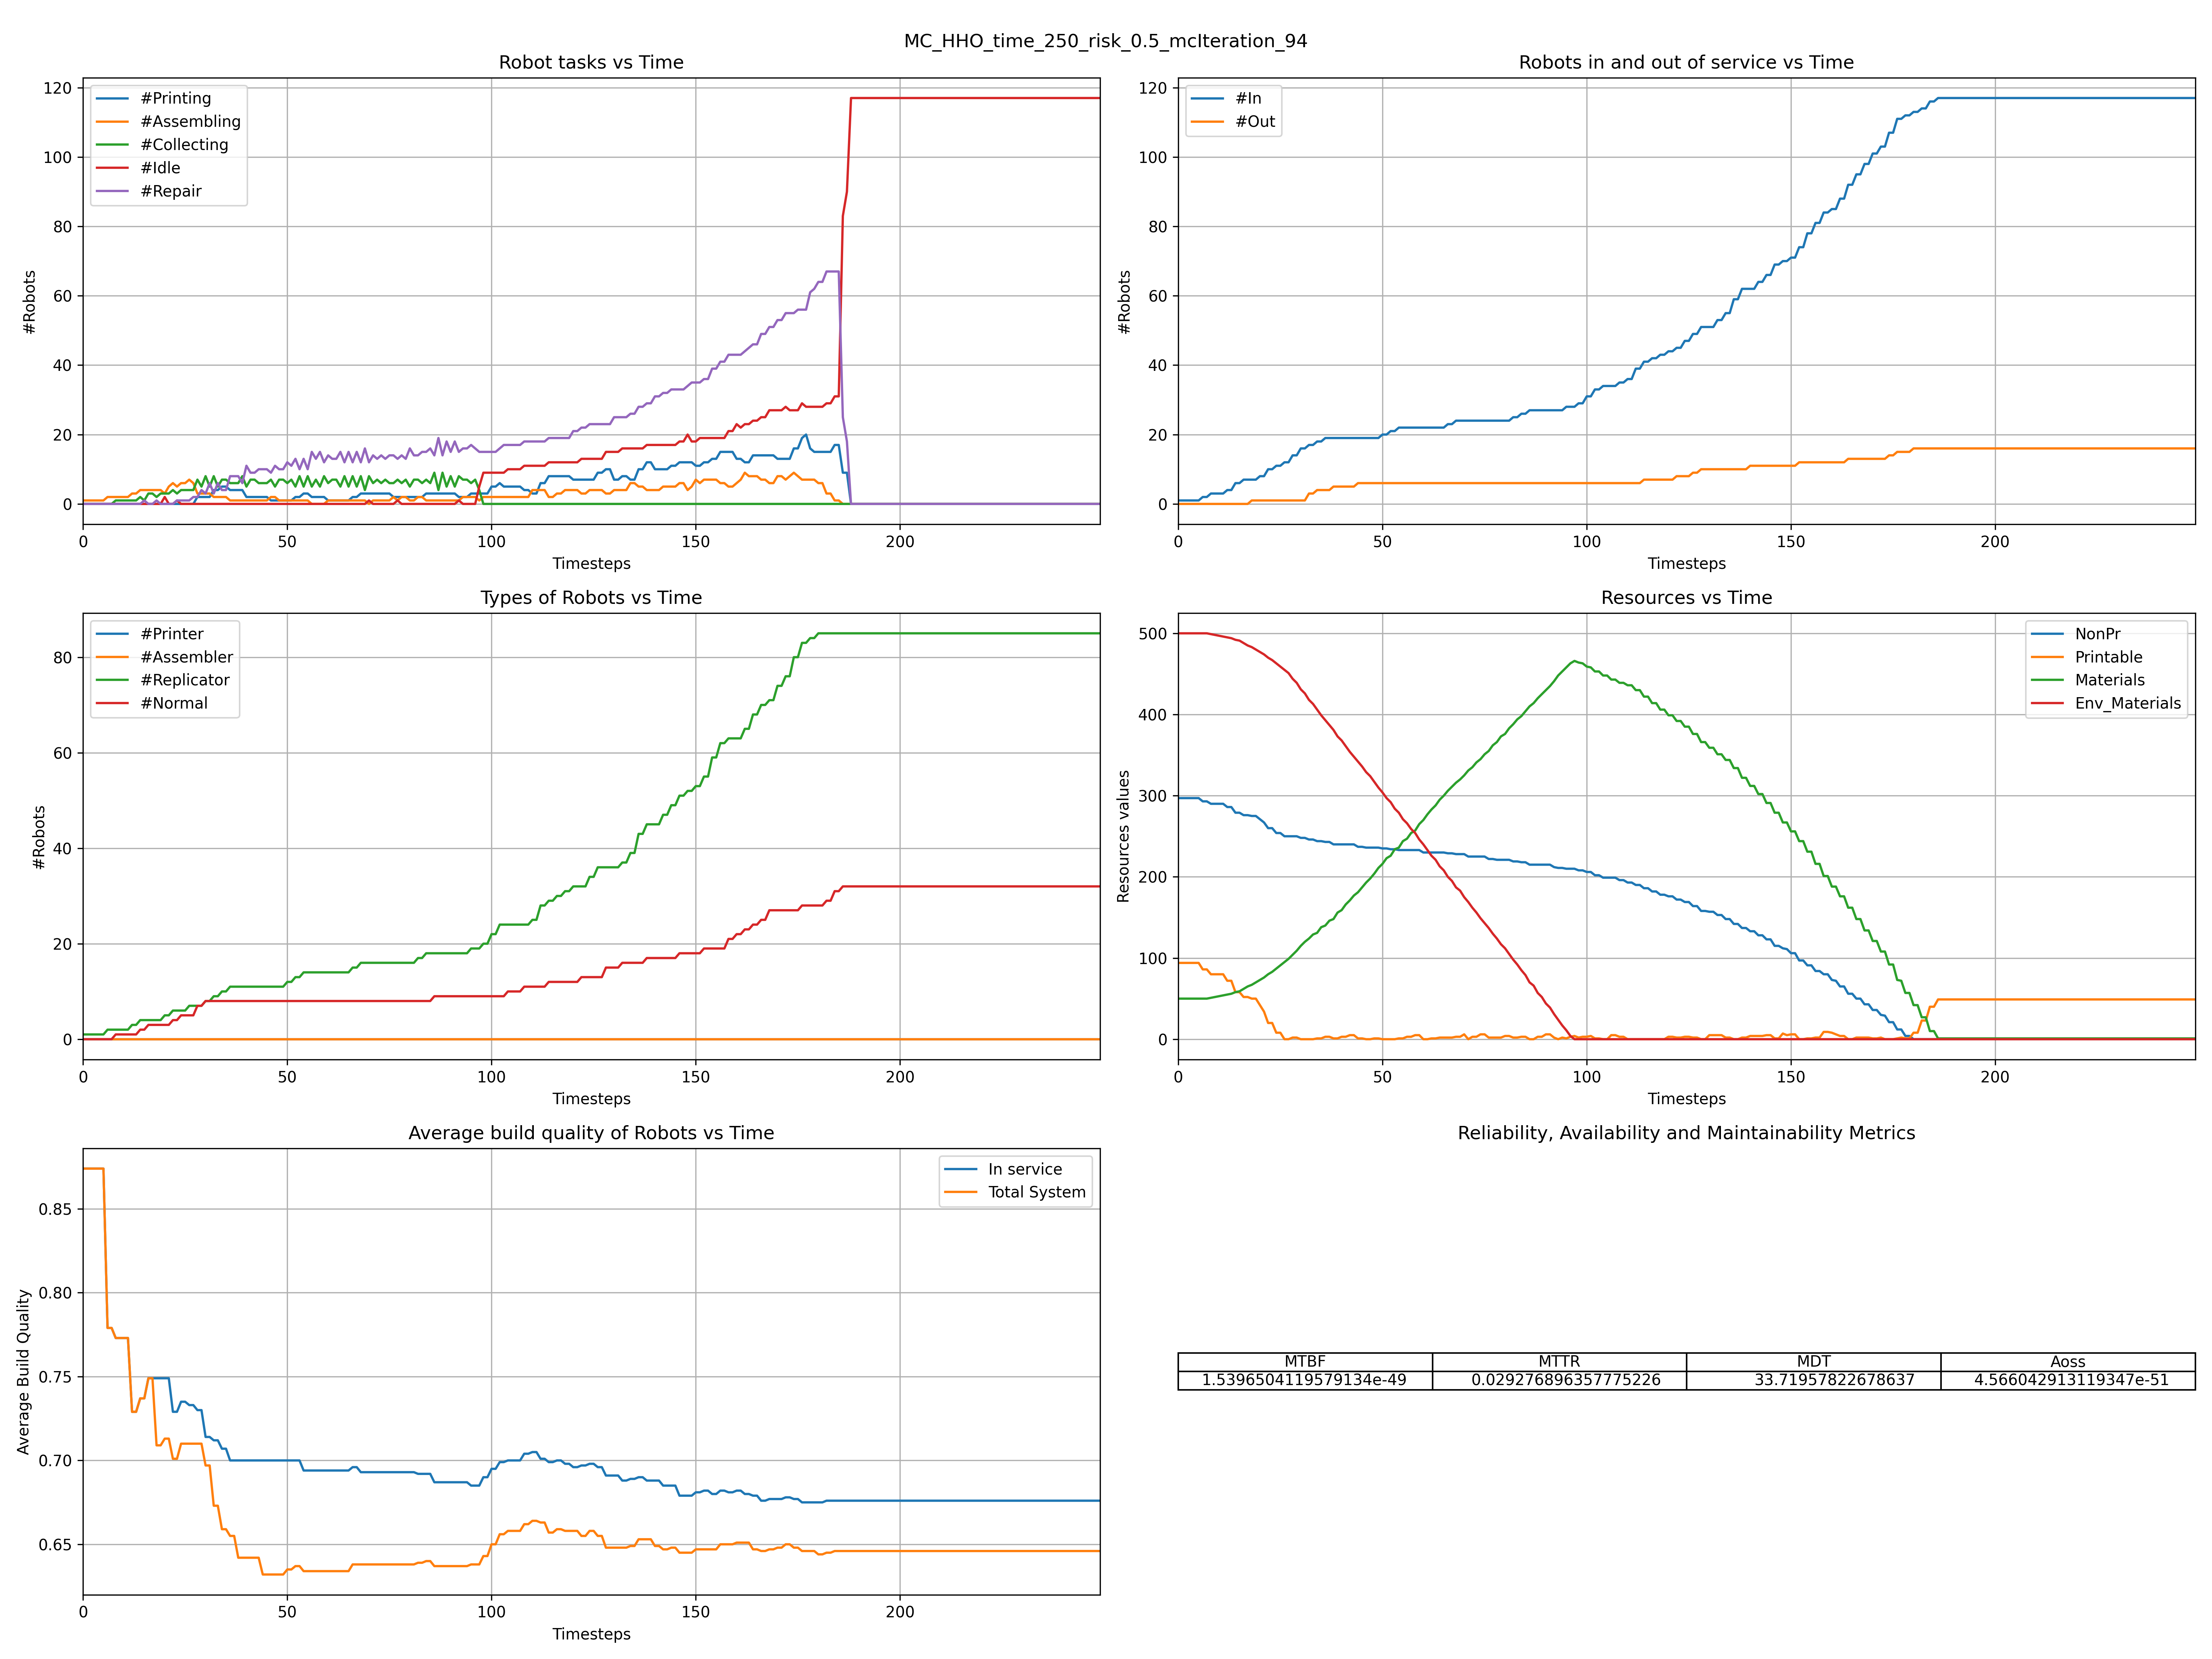 MC_HHO_time_250_risk_0.5_mcIteration_94
Robot tasks vs Time
#Robots
120
100
80
60
40
20
0
#Printing
#Assembling
#Collecting
#Idle
#Repair
0 50 100 150 200
Timesteps
Robots in and out of service vs Time
#Robots
120
100
80
60
40
20
0
#In
#Out
0 50 100 150 200
Timesteps
Types of Robots vs Time
#Robots
80
60
40
20
0
#Printer
#Assembler
#Replicator
#Normal
0 50 100 150 200
Timesteps
Resources vs Time
Resources values
500
400
300
200
100
0
NonPr
Printable
Materials
Env_Materials
0 50 100 150 200
Timesteps
Average build quality of Robots vs Time
Average Build Quality
0.85
0.80
0.75
0.70
0.65
In service
Total System
0 50 100 150 200
Timesteps
Reliability, Availability and Maintainability Metrics
MTBF MTTR MDT Aoss
1.5396504119579134e-49 0.029276896357775226 33.71957822678637 4.566042913119347e-51